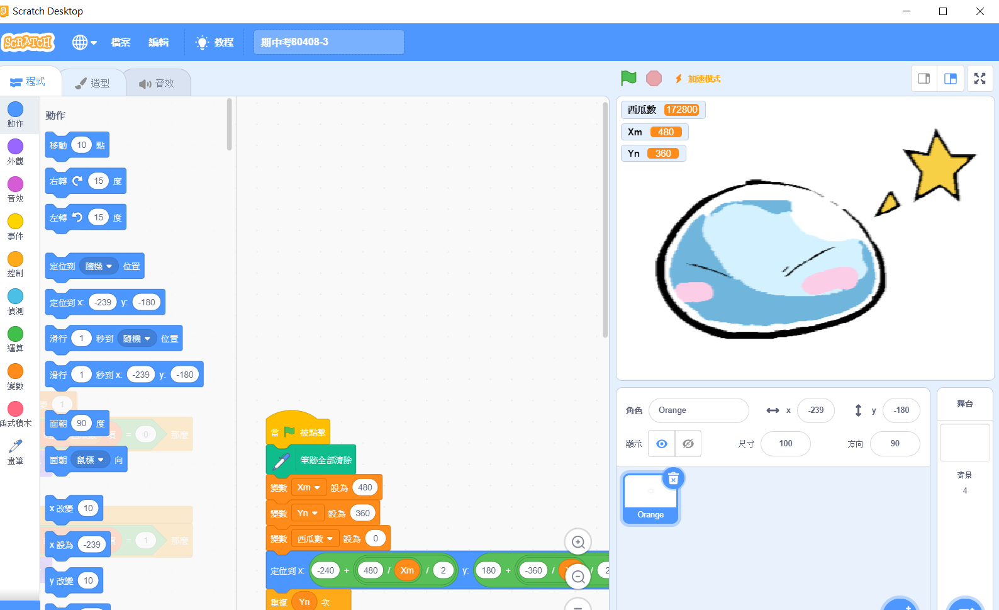 Scratch Desktop
SCRATCH
檔案
編輯
教程
期中考80408-3
程式
造型
音效
加速模式
動作
外觀
音效
事件
控制
偵測
運算
變數
函式積木
畫筆
動作
移動 10 點
右轉 15 度
左轉 15 度
定位到 隨機 位置
定位到 x: -239 y: -180
滑行 1 秒到 隨機 位置
滑行 1 秒到 x: -239 y: -180
面朝 90 度
面朝 鼠標 向
x 改變 10
x 設為 -239
y 改變 10
1
= 0 那麼
= 1 那麼
當 被點擊
筆跡全部清除
變數 Xm 設為 480
變數 Yn 設為 360
變數 西瓜數 設為 0
定位到 x: -240 + 480 / Xm / 2 y: 180 + -360 / / 2
重複 Yn 次
西瓜數 172800
Xm 480
Yn 360
角色 Orange x -239 y -180
顯示 尺寸 100 方向 90
Orange
舞台
背景
4